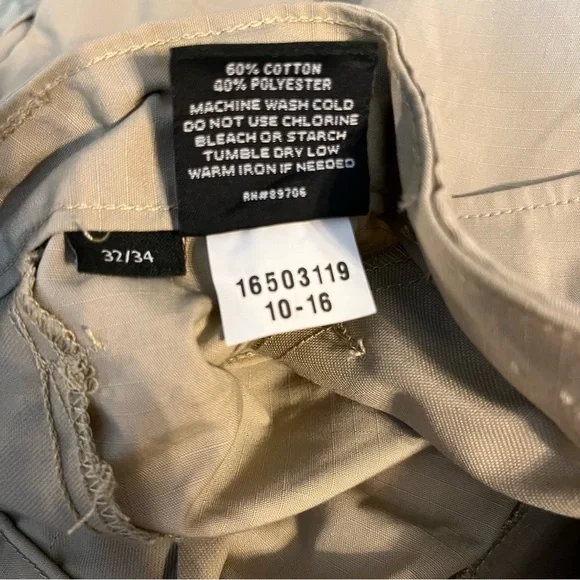 60% COTTON
40% POLYESTER
MACHINE WASH COLD
DO NOT USE CHLORINE
BLEACH OR STARCH
TUMBLE DRY LOW
WARM IRON IF NEEDED
RN#89706
32/34
16503119
10-16